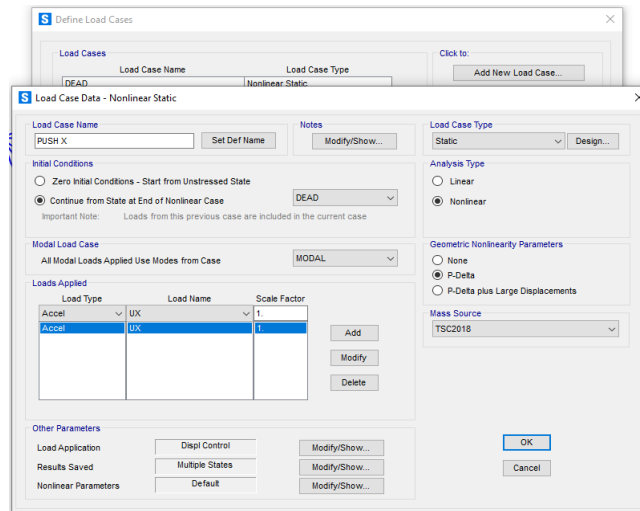 S Define Load Cases
Load Cases
Click to:
Load Case Name Load Case Type
Add New Load Case...
DEAD Nonlinear Static
S Load Case Data - Nonlinear Static
Load Case Name Notes Load Case Type
PUSH X Set Def Name Modify/Show... Static Design...
Initial Conditions Analysis Type
Zero Initial Conditions - Start from Unstressed State Linear
Continue from State at End of Nonlinear Case DEAD Nonlinear
Important Note: Loads from this previous case are included in the current case
Modal Load Case Geometric Nonlinearity Parameters
All Modal Loads Applied Use Modes from Case MODAL None
P-Delta
Loads Applied P-Delta plus Large Displacements
Load Type Load Name Scale Factor
Accel UX 1. Mass Source
Accel UX 1. Add TSC2018
Modify
Delete
Other Parameters
Load Application Displ Control Modify/Show... OK
Results Saved Multiple States Modify/Show... Cancel
Nonlinear Parameters Default Modify/Show...